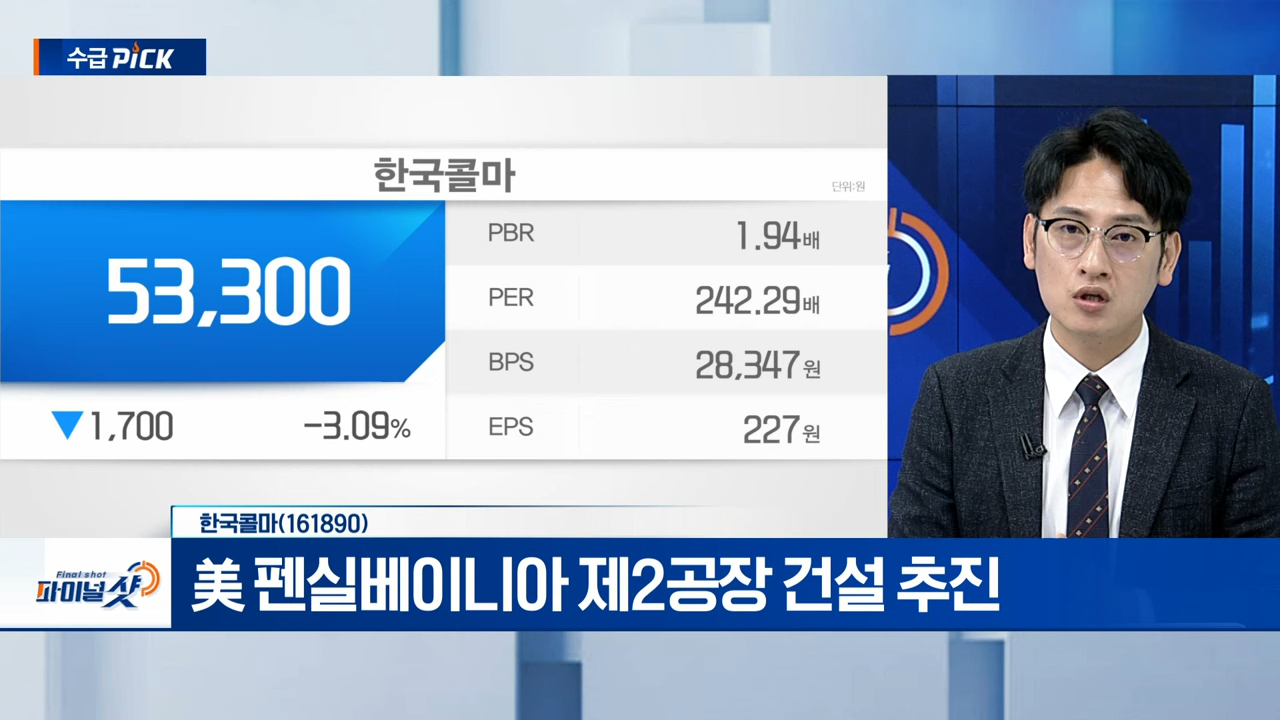 수급 PICK
한국콜마
단위:원
53,300
▼1,700 -3.09%
PBR 1.94배
PER 242.29배
BPS 28,347원
EPS 227원
한국콜마(161890)
Final shot
파이널샷
美 펜실베이니아 제2공장 건설 추진